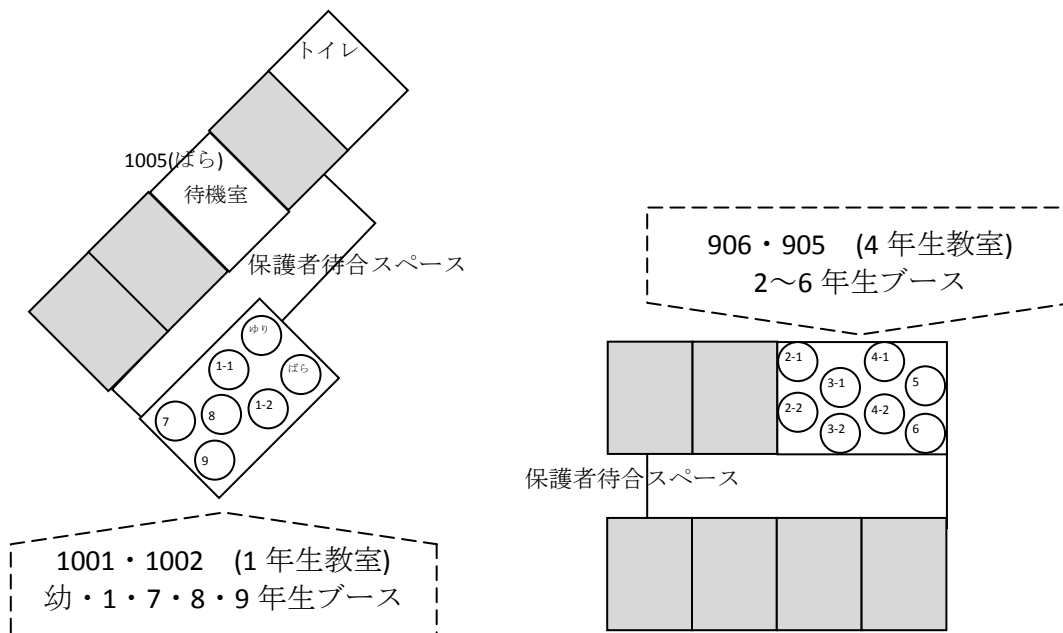 トイレ
1005(ばら)
待機室
保護者待合スペース
ゆり
1-1
ばら
1-2
8
7
9
1001・1002　(1 年生教室)
幼・1・7・8・9 年生ブース
906・905　(4 年生教室)
2～6 年生ブース
2-1
4-1
3-1
5
2-2
4-2
3-2
6
保護者待合スペース